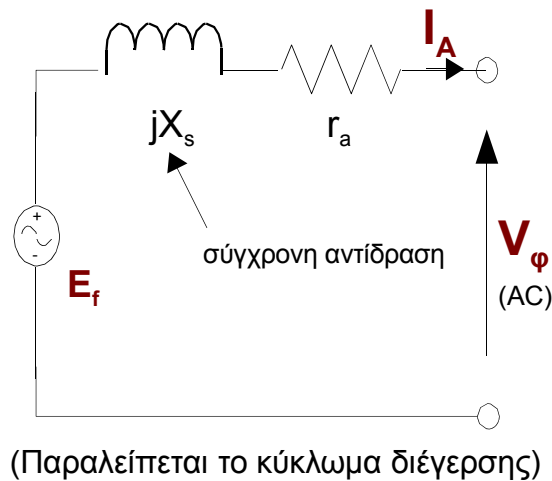 I_A
jX_s
r_a
+
-
σύγχρονη αντίδραση
E_f
V_φ
(AC)
(Παραλείπεται το κύκλωμα διέγερσης)